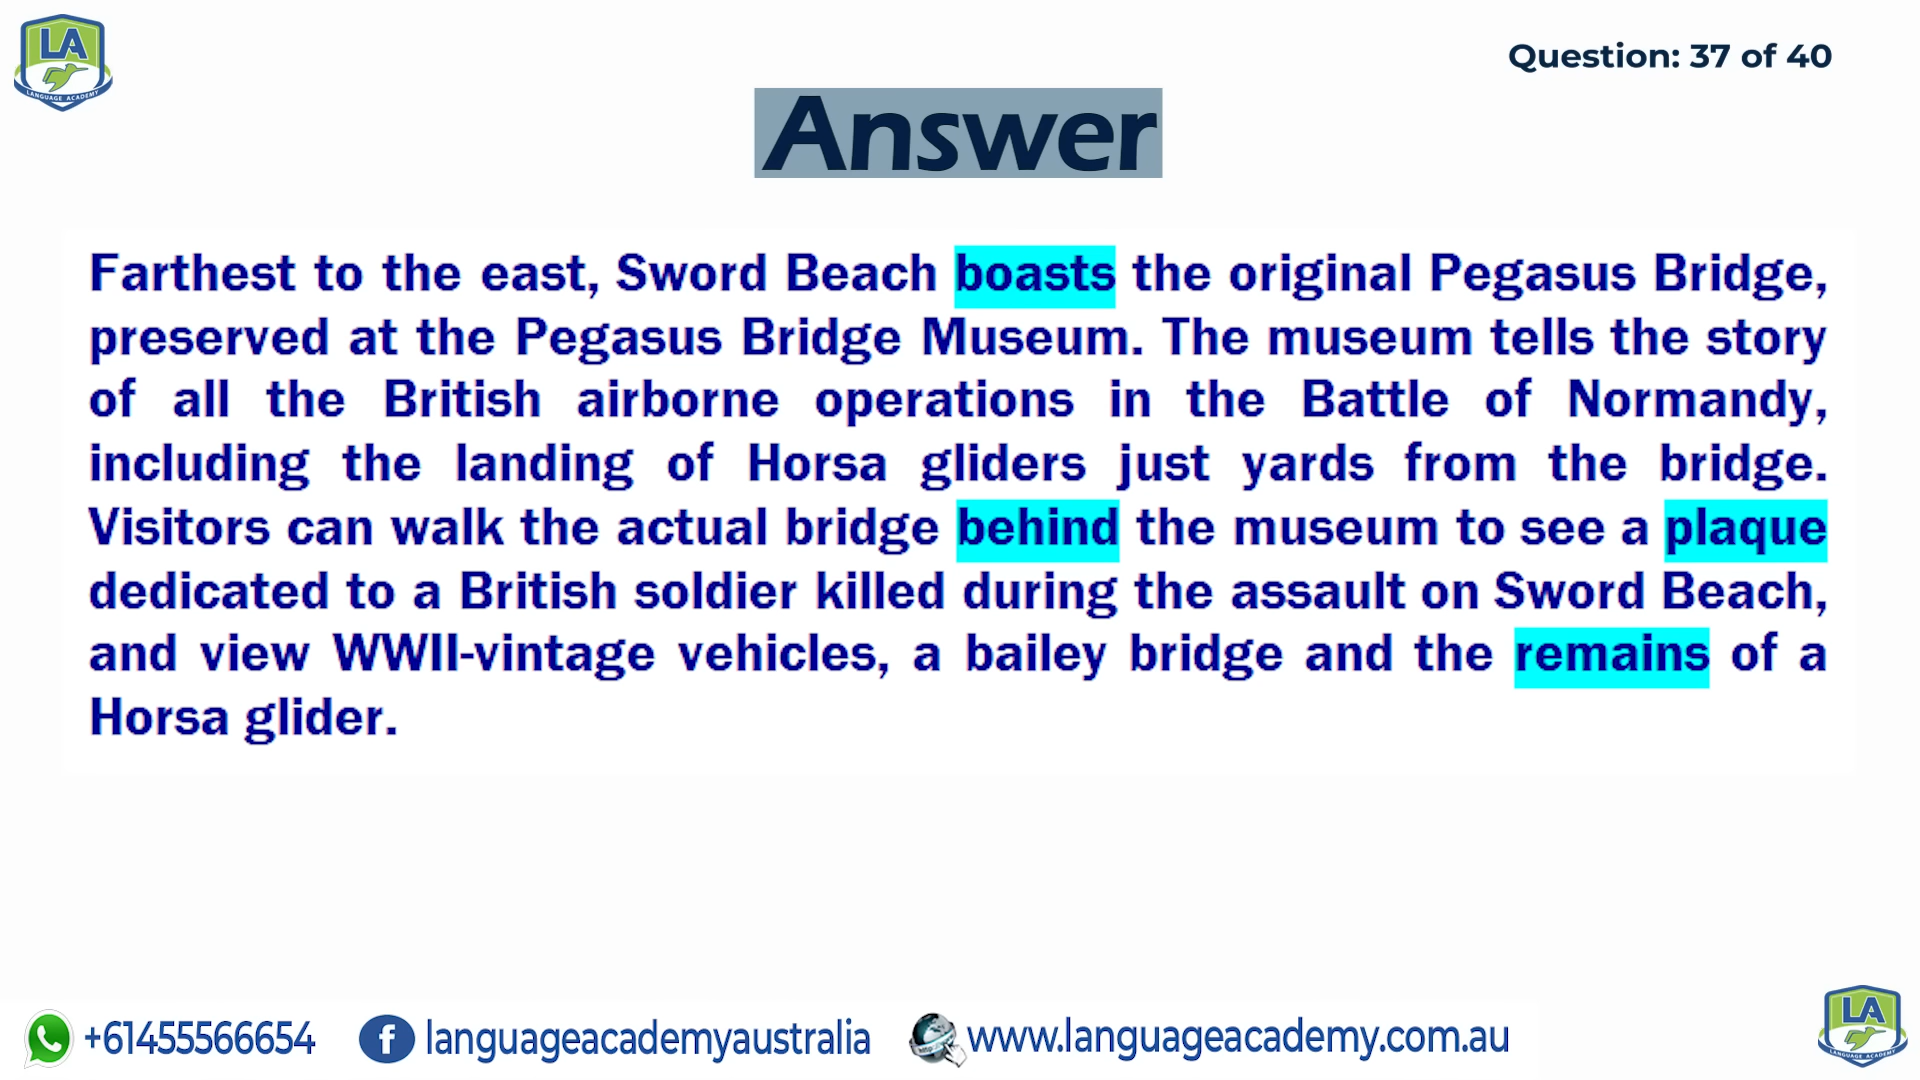 LA
LANGUAGE ACADEMY
Question: 37 of 40
Answer
Farthest to the east, Sword Beach boasts the original Pegasus Bridge,
preserved at the Pegasus Bridge Museum. The museum tells the story
of all the British airborne operations in the Battle of Normandy,
including the landing of Horsa gliders just yards from the bridge.
Visitors can walk the actual bridge behind the museum to see a plaque
dedicated to a British soldier killed during the assault on Sword Beach,
and view WWII-vintage vehicles, a bailey bridge and the remains of a
Horsa glider.
+61455566654
f languageacademyaustralia
www.languageacademy.com.au
LA
LANGUAGE ACADEMY